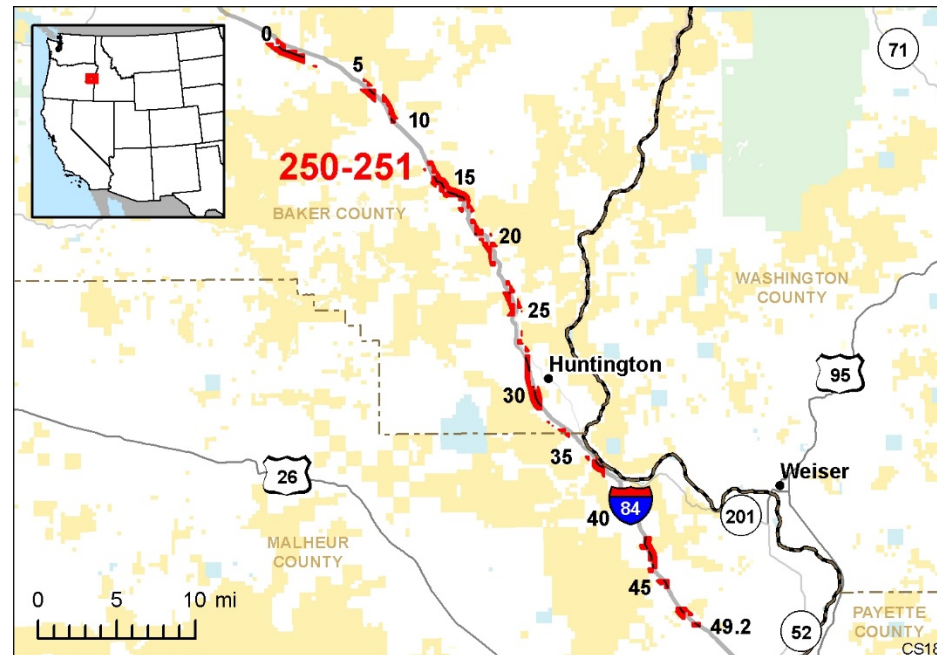 0
5
71
10
250-251
15
BAKER COUNTY
20
WASHINGTON
COUNTY
25
Huntington
95
30
35
Weiser
26
84
40
201
MALHEUR
COUNTY
0 5 10 mi
45
49.2
52
PAYETTE
COUNTY
CS18